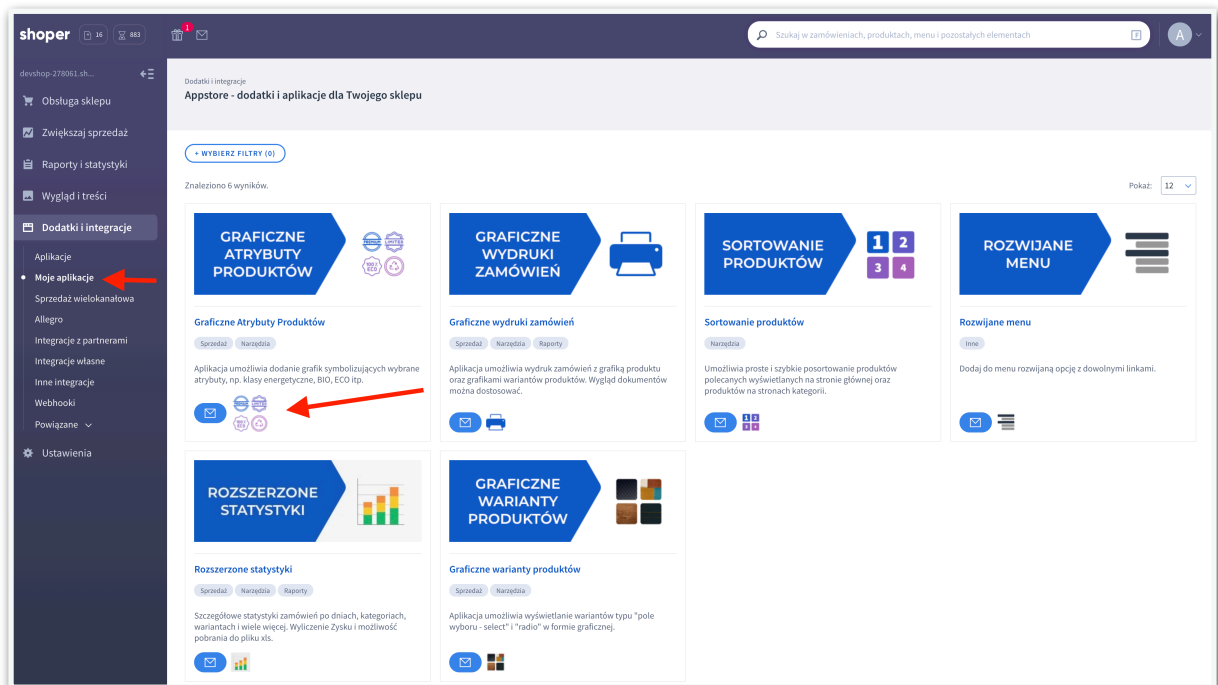 shoper 16 883 1
Szukaj w zamówieniach, produktach, menu i pozostałych elementach F A
devshop-278061.sh...
Obsługa sklepu
Zwiększaj sprzedaż
Raporty i statystyki
Wygląd i treści
Dodatki i integracje
Aplikacje
Moje aplikacje
Sprzedaż wielokanałowa
Allegro
Integracje z partnerami
Integracje własne
Inne integracje
Webhooki
Powiązane
Ustawienia
Dodatki i integracje
Appstore - dodatki i aplikacje dla Twojego sklepu
+ WYBIERZ FILTRY (0)
Znaleziono 6 wyników.
Pokaż: 12
GRAFICZNE
ATRYBUTY
PRODUKTÓW
PREMIUM LIMITED
100% ECO
Graficzne Atrybuty Produktów
Sprzedaż Narzędzia
Aplikacja umożliwia dodanie grafik symbolizujących wybrane
atrybuty, np. klasy energetyczne, BIO, ECO itp.
GRAFICZNE
WYDRUKI
ZAMÓWIEŃ
Graficzne wydruki zamówień
Sprzedaż Narzędzia Raporty
Aplikacja umożliwia wydruk zamówień z grafiką produktu
oraz grafikami wariantów produktów. Wygląd dokumentów
można dostosować.
SORTOWANIE
PRODUKTÓW
1 2
3 4
Sortowanie produktów
Narzędzia
Umożliwia proste i szybkie posortowanie produktów
polecanych wyświetlanych na stronie głównej oraz
produktów na stronach kategorii.
1 2
3 4
ROZWIJANE
MENU
Rozwijane menu
Inne
Dodaj do menu rozwijaną opcję z dowolnymi linkami.
ROZSZERZONE
STATYSTYKI
Rozszerzone statystyki
Sprzedaż Narzędzia Raporty
Szczegółowe statystyki zamówień po dniach, kategoriach,
wariantach i wiele więcej. Wyliczenie Zysku i możliwość
pobrania do pliku xls.
GRAFICZNE
WARIANTY
PRODUKTÓW
Graficzne warianty produktów
Sprzedaż Narzędzia
Aplikacja umożliwia wyświetlanie wariantów typu "pole
wyboru - select" i "radio" w formie graficznej.